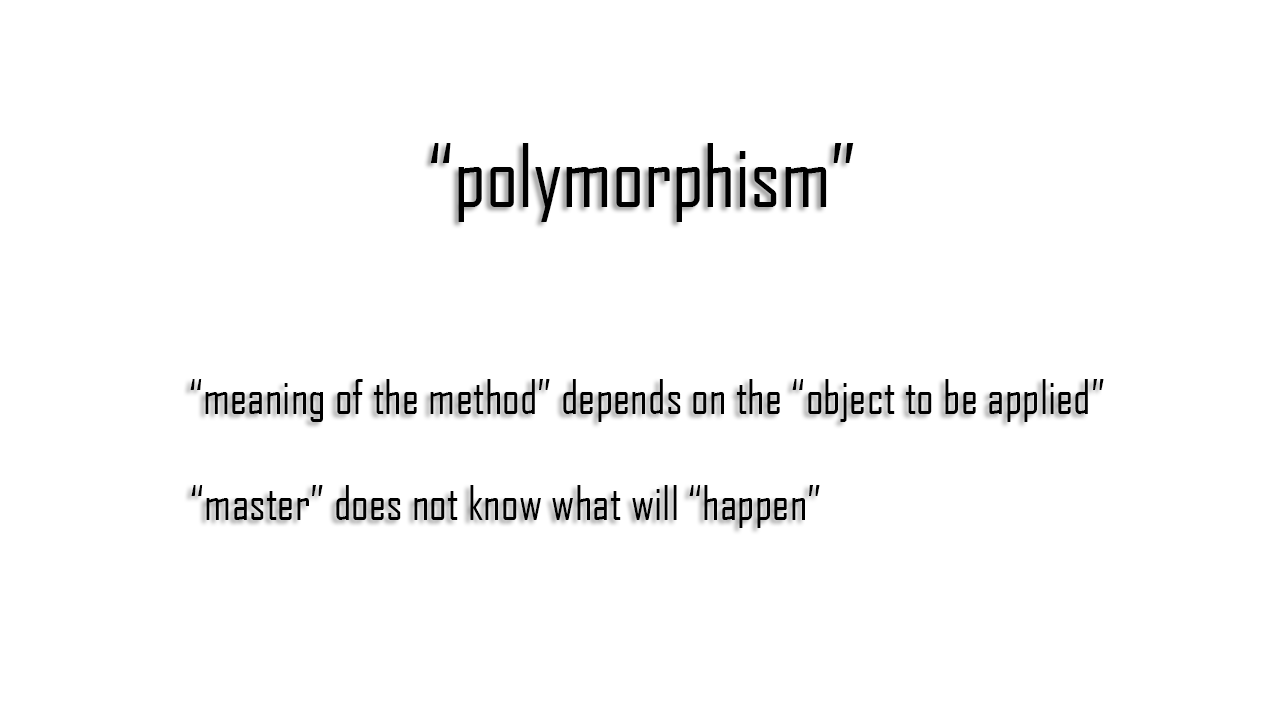 “polymorphism”
“meaning of the method” depends on the “object to be applied”
“master” does not know what will “happen”